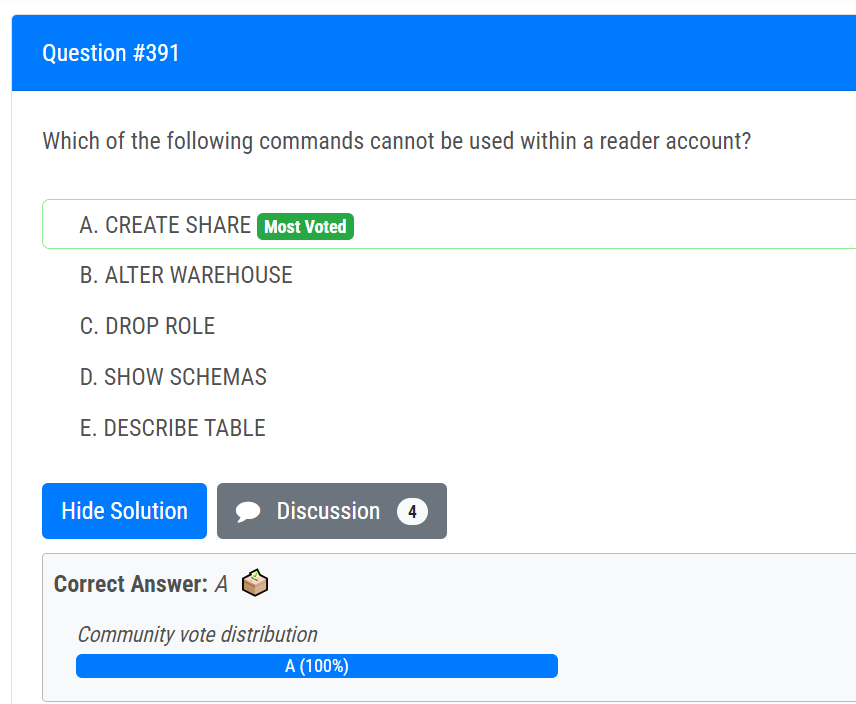 Question #391
Which of the following commands cannot be used within a reader account?
A. CREATE SHARE Most Voted
B. ALTER WAREHOUSE
C. DROP ROLE
D. SHOW SCHEMAS
E. DESCRIBE TABLE
Hide Solution Discussion 4
Correct Answer: A
Community vote distribution
A (100%)